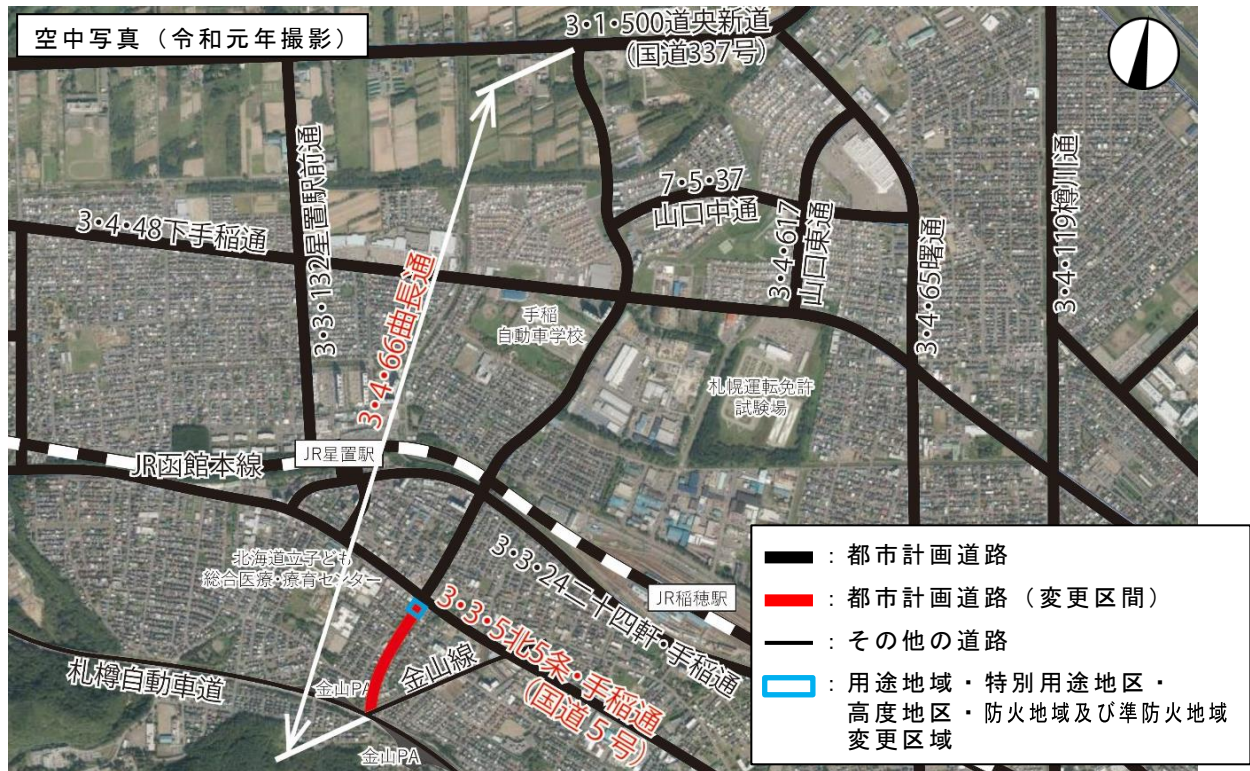 空中写真(令和元年撮影)
3・1・500道央新道
(国道337号)
7・5・37
山口中通
3・4・48下手稲通
3・3・132星置駅前通
3・4・66曲長通
3・4・617
山口東通
3・4・65曙通
3・4・119樽川通
手稲
自動車学校
札幌運転免許
試験場
JR函館本線
JR星置駅
北海道立子ども
総合医療・療育センター
3・3・24二十四軒・手稲通
JR稲穂駅
3・3・5北5条・手稲通
(国道5号)
金山線
札樽自動車道
金山PA
金山PA
:都市計画道路
:都市計画道路(変更区間)
:その他の道路
:用途地域・特別用途地区・
高度地区・防火地域及び準防火地域
変更区域